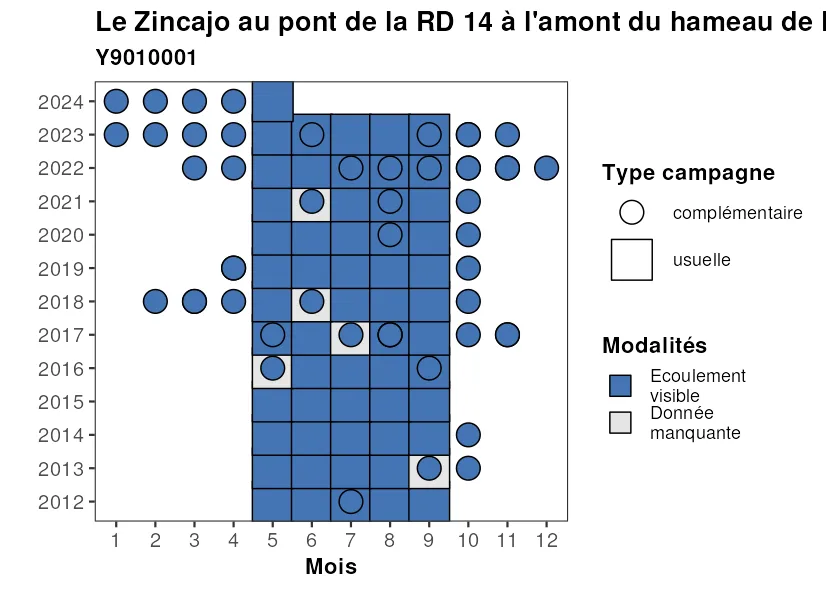 Le Zincajo au pont de la RD 14 à l'amont du hameau de
Y9010001
2024
2023
2022
2021
2020
2019
2018
2017
2016
2015
2014
2013
2012
1 2 3 4 5 6 7 8 9 10 11 12
Mois
Type campagne
complémentaire
usuelle
Modalités
Ecoulement
visible
Donnée
manquante